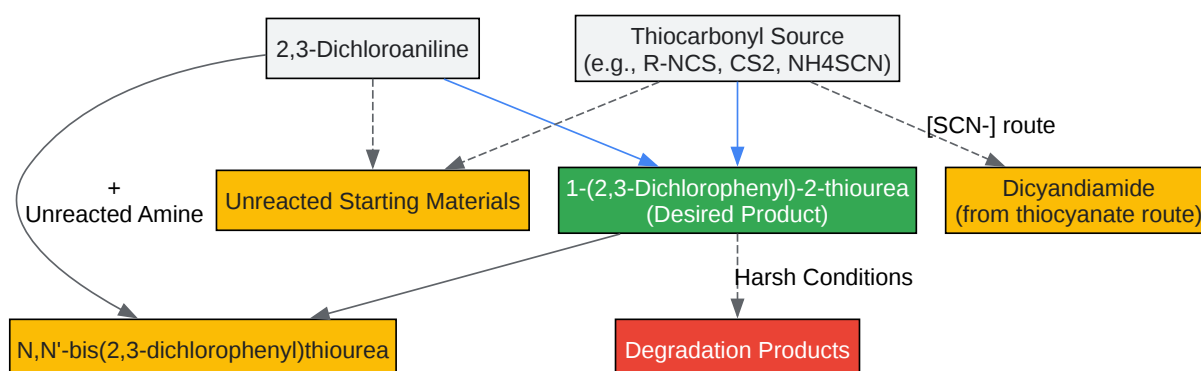 2,3-Dichloroaniline
Thiocarbonyl Source
(e.g., R-NCS, CS2, NH4SCN)
[SCN-] route
+
Unreacted Amine
Unreacted Starting Materials
1-(2,3-Dichlorophenyl)-2-thiourea
(Desired Product)
Dicyandiamide
(from thiocyanate route)
Harsh Conditions
N,N'-bis(2,3-dichlorophenyl)thiourea
Degradation Products